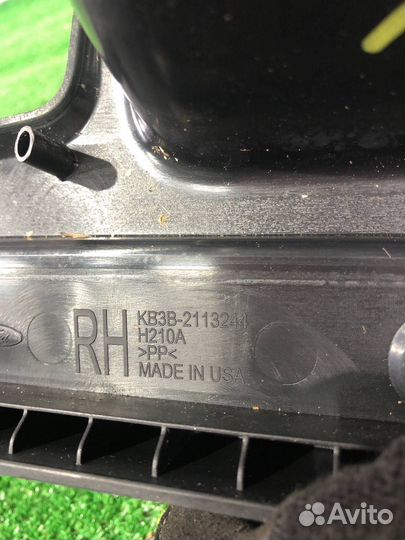 RH
KB3B-2113244
H210A
>PP<
MADE IN USA
Avito